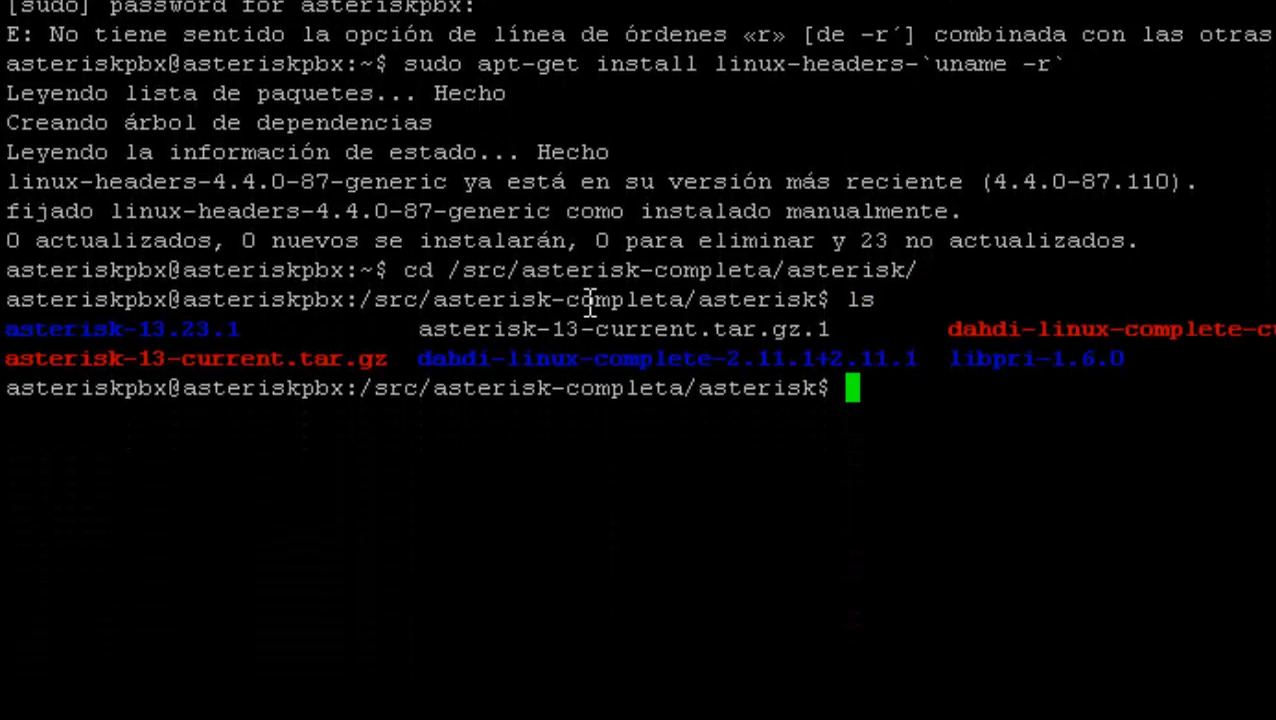 [sudo] password for asteriskpbx:
E: No tiene sentido la opción de línea de órdenes «r» [de -r´] combinada con las otras
asteriskpbx@asteriskpbx:~$ sudo apt-get install linux-headers-`uname -r`
Leyendo lista de paquetes... Hecho
Creando árbol de dependencias
Leyendo la información de estado... Hecho
linux-headers-4.4.0-87-generic ya está en su versión más reciente (4.4.0-87.110).
fijado linux-headers-4.4.0-87-generic como instalado manualmente.
0 actualizados, 0 nuevos se instalarán, 0 para eliminar y 23 no actualizados.
asteriskpbx@asteriskpbx:~$ cd /src/asterisk-completa/asterisk/
asteriskpbx@asteriskpbx:/src/asterisk-completa/asterisk$ ls
asterisk-13.23.1 asterisk-13-current.tar.gz.1 dahdi-linux-complete-c
asterisk-13-current.tar.gz dahdi-linux-complete-2.11.1+2.11.1 libpri-1.6.0
asteriskpbx@asteriskpbx:/src/asterisk-completa/asterisk$